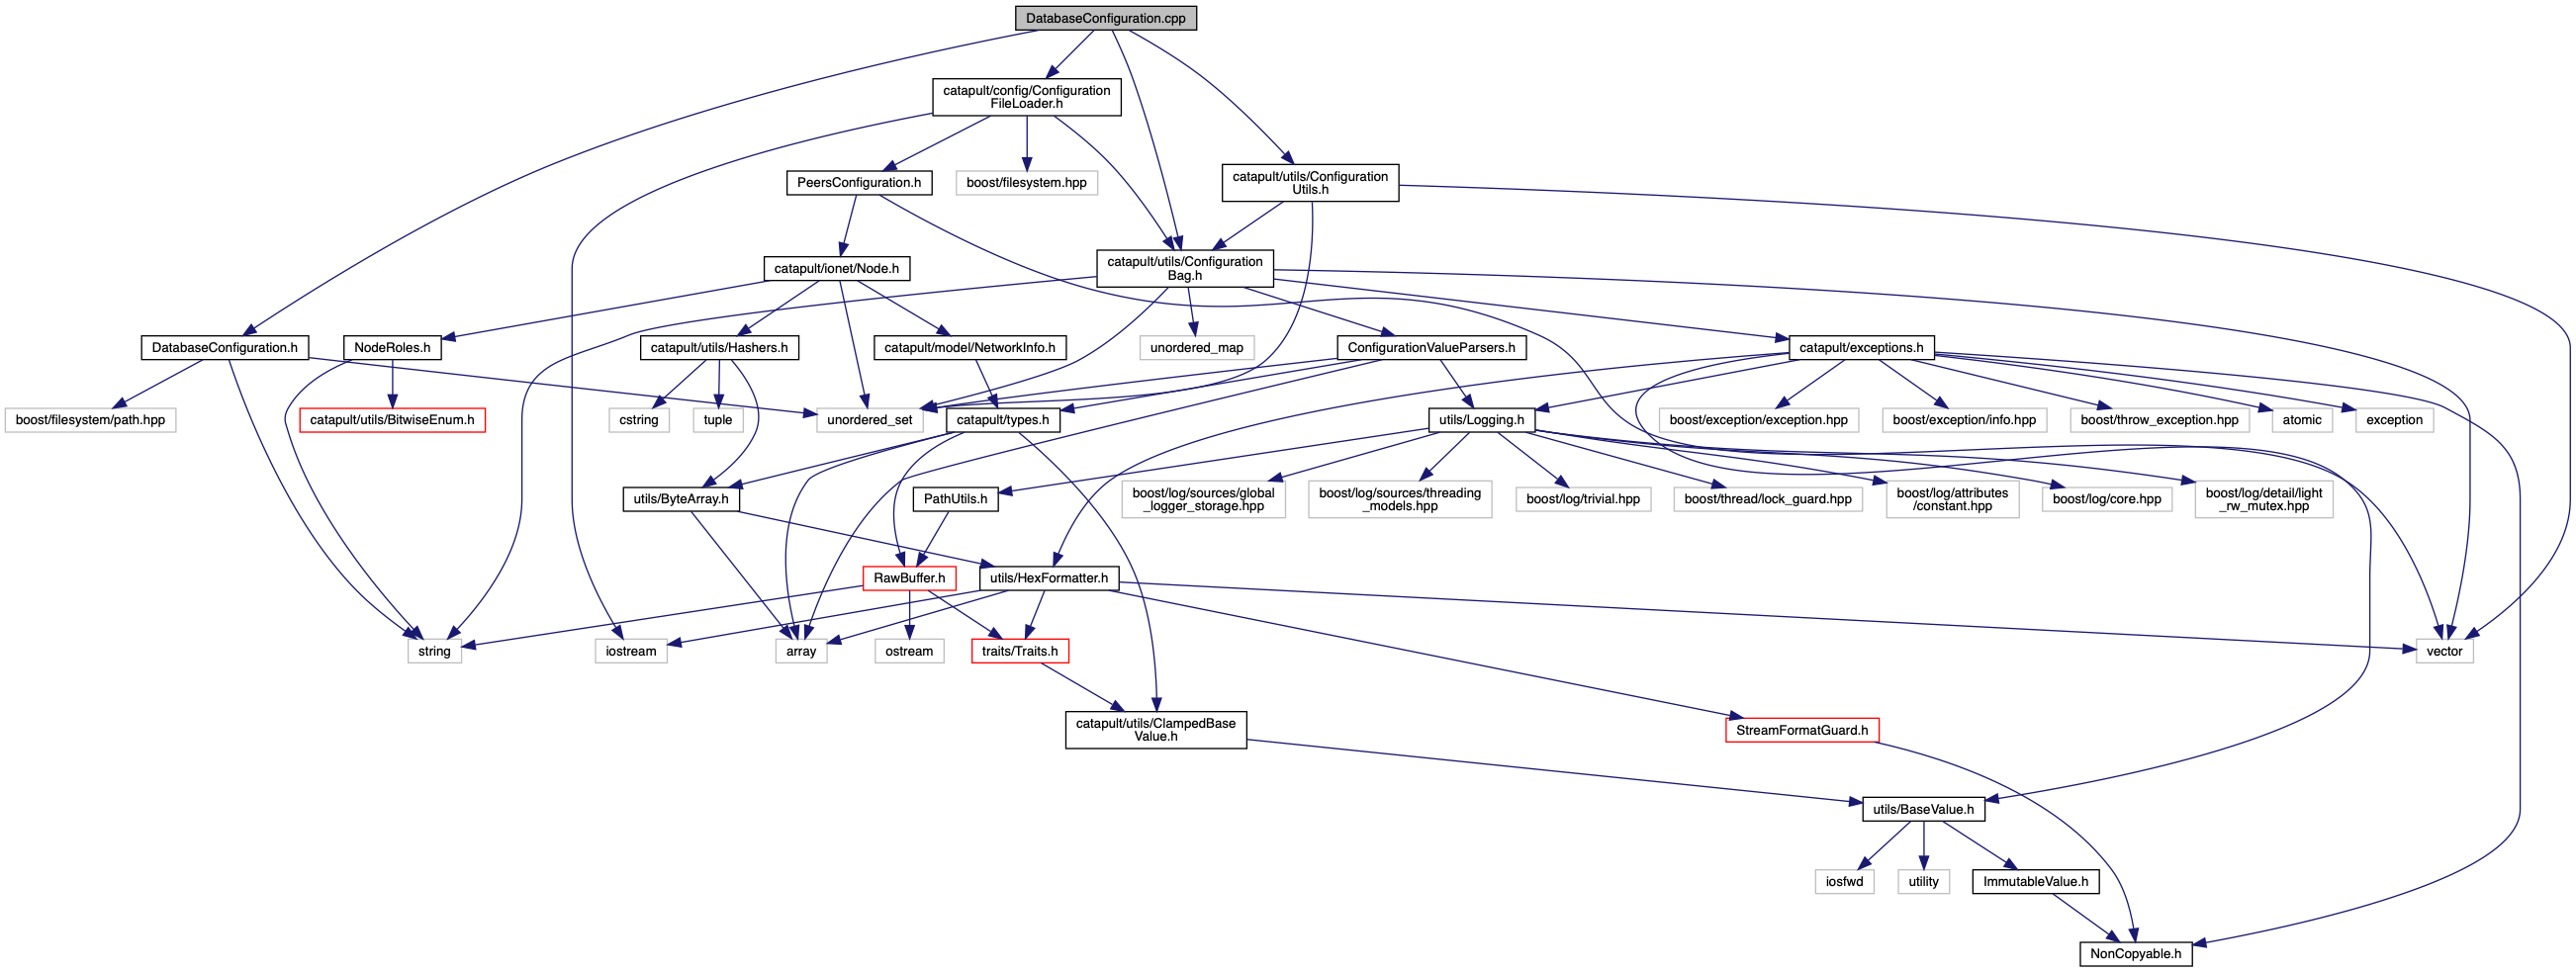 DatabaseConfiguration.cpp
catapult/config/Configuration
FileLoader.h
PeersConfiguration.h
boost/filesystem.hpp
catapult/utils/Configuration
Utils.h
catapult/ionet/Node.h
catapult/utils/Configuration
Bag.h
DatabaseConfiguration.h
NodeRoles.h
catapult/utils/Hashers.h
catapult/model/NetworkInfo.h
unordered_map
ConfigurationValueParsers.h
catapult/exceptions.h
boost/filesystem/path.hpp
catapult/utils/BitwiseEnum.h
cstring
tuple
unordered_set
catapult/types.h
utils/Logging.h
boost/exception/exception.hpp
boost/exception/info.hpp
boost/throw_exception.hpp
atomic
exception
utils/ByteArray.h
PathUtils.h
boost/log/sources/global
_logger_storage.hpp
boost/log/sources/threading
_models.hpp
boost/log/trivial.hpp
boost/thread/lock_guard.hpp
boost/log/attributes
/constant.hpp
boost/log/core.hpp
boost/log/detail/light
_rw_mutex.hpp
RawBuffer.h
utils/HexFormatter.h
string
iostream
array
ostream
traits/Traits.h
vector
catapult/utils/ClampedBase
Value.h
StreamFormatGuard.h
utils/BaseValue.h
iosfwd
utility
ImmutableValue.h
NonCopyable.h